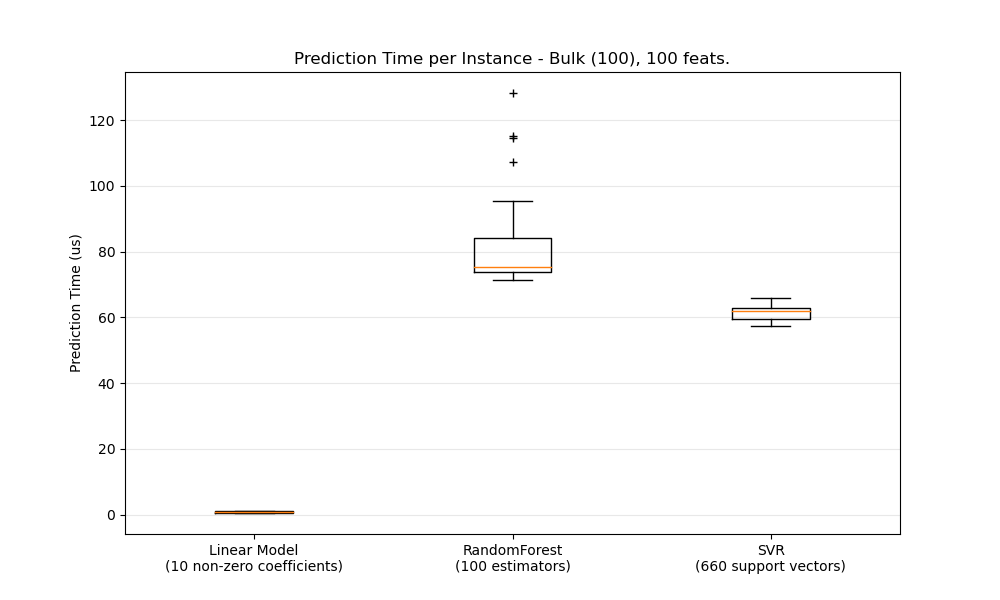 Prediction Time per Instance - Bulk (100), 100 feats.
120
100
80
60
40
20
0
Prediction Time (us)
Linear Model
(10 non-zero coefficients)
RandomForest
(100 estimators)
SVR
(660 support vectors)